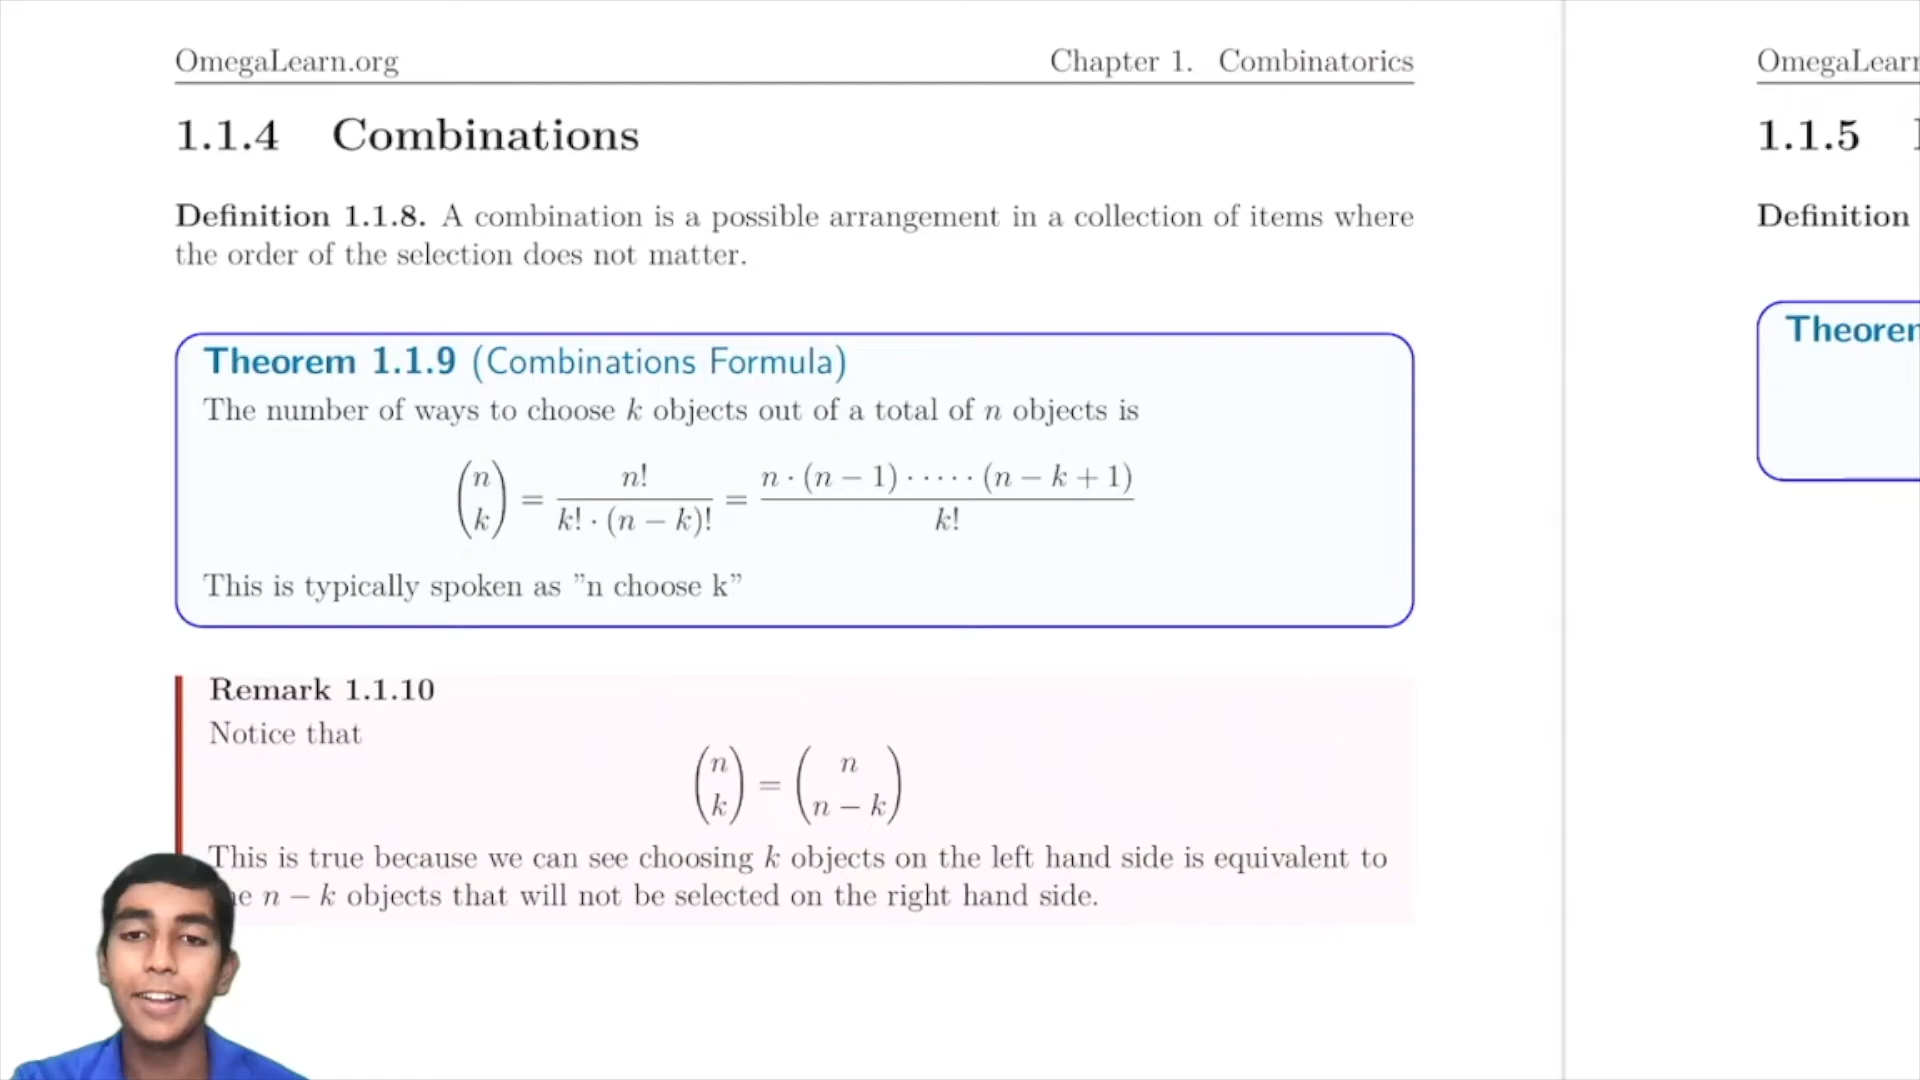 OmegaLearn.org Chapter 1. Combinatorics
1.1.4 Combinations
Definition 1.1.8. A combination is a possible arrangement in a collection of items where
the order of the selection does not matter.
Theorem 1.1.9 (Combinations Formula)
The number of ways to choose k objects out of a total of n objects is
(n k) = n! / k! · (n − k)! = n · (n − 1) · · · · · (n − k + 1) / k!
This is typically spoken as ”n choose k”
Remark 1.1.10
Notice that
(n k) = (n n − k)
This is true because we can see choosing k objects on the left hand side is equivalent to
n − k objects that will not be selected on the right hand side.
1.1.5
Definition